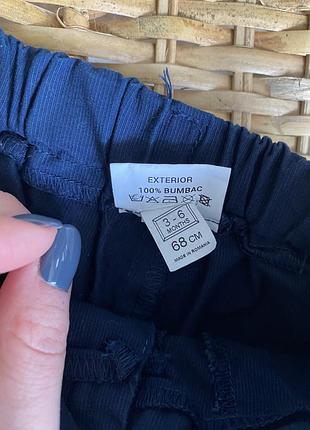 EXTERIOR
100% BUMBAC
3 - 6
MONTHS
68 CM
MADE IN ROMANIA